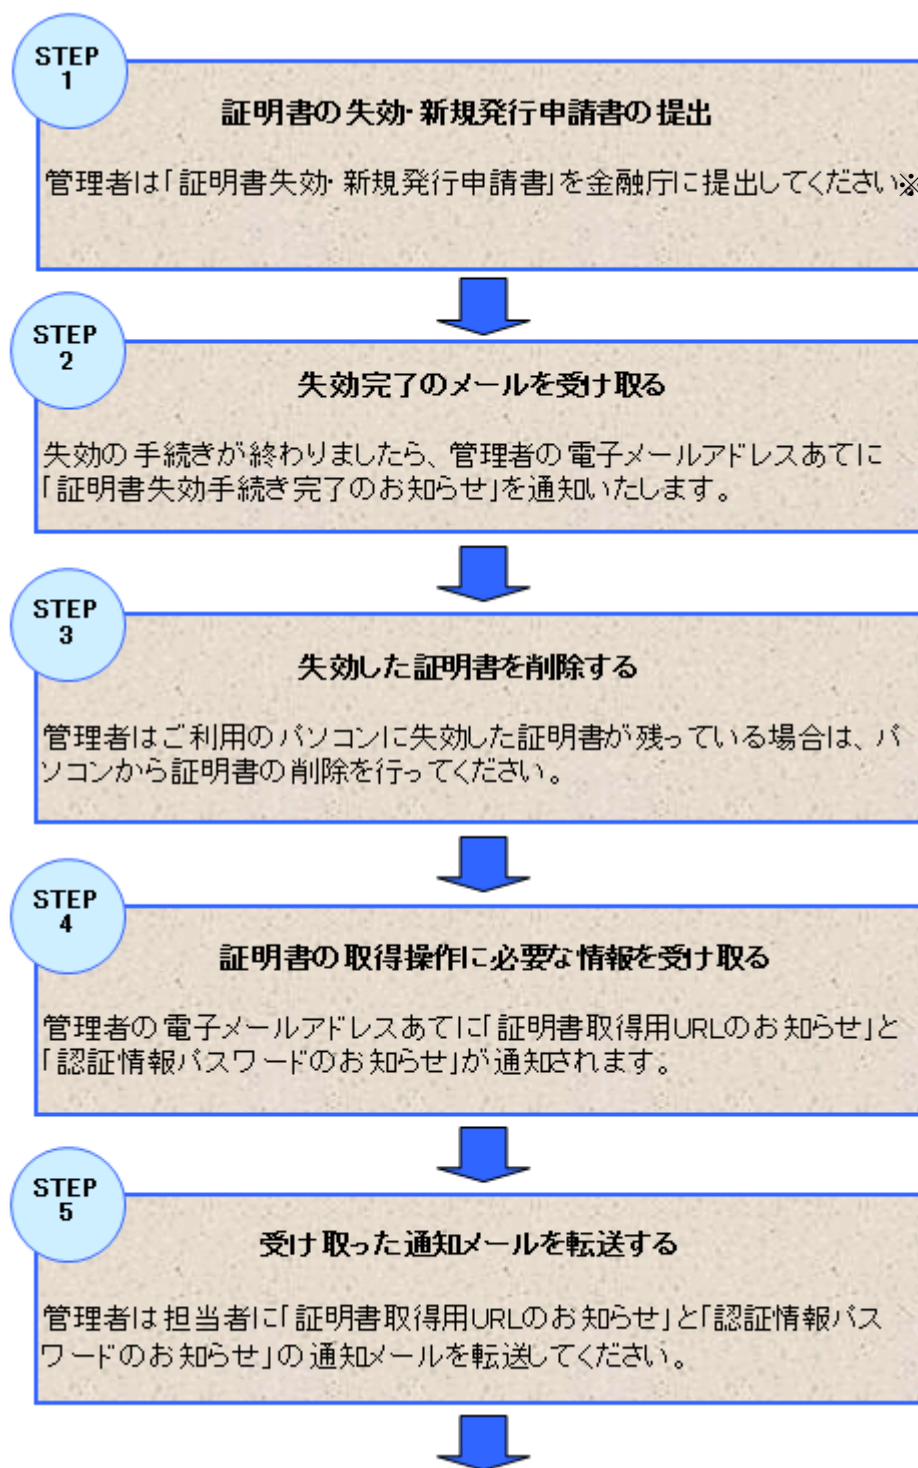 STEP
1
証明書の失効・新規発行申請書の提出
管理者は「証明書失効・新規発行申請書」を金融庁に提出してください※
STEP
2
失効完了のメールを受け取る
失効の手続きが終わりましたら、管理者の電子メールアドレスあてに
「証明書失効手続き完了のお知らせ」を通知いたします。
STEP
3
失効した証明書を削除する
管理者はご利用のパソコンに失効した証明書が残っている場合は、パ
ソコンから証明書の削除を行ってください。
STEP
4
証明書の取得操作に必要な情報を受け取る
管理者の電子メールアドレスあてに「証明書取得用URLのお知らせ」と
「認証情報パスワードのお知らせ」が通知されます。
STEP
5
受け取った通知メールを転送する
管理者は担当者に「証明書取得用URLのお知らせ」と「認証情報パス
ワードのお知らせ」の通知メールを転送してください。